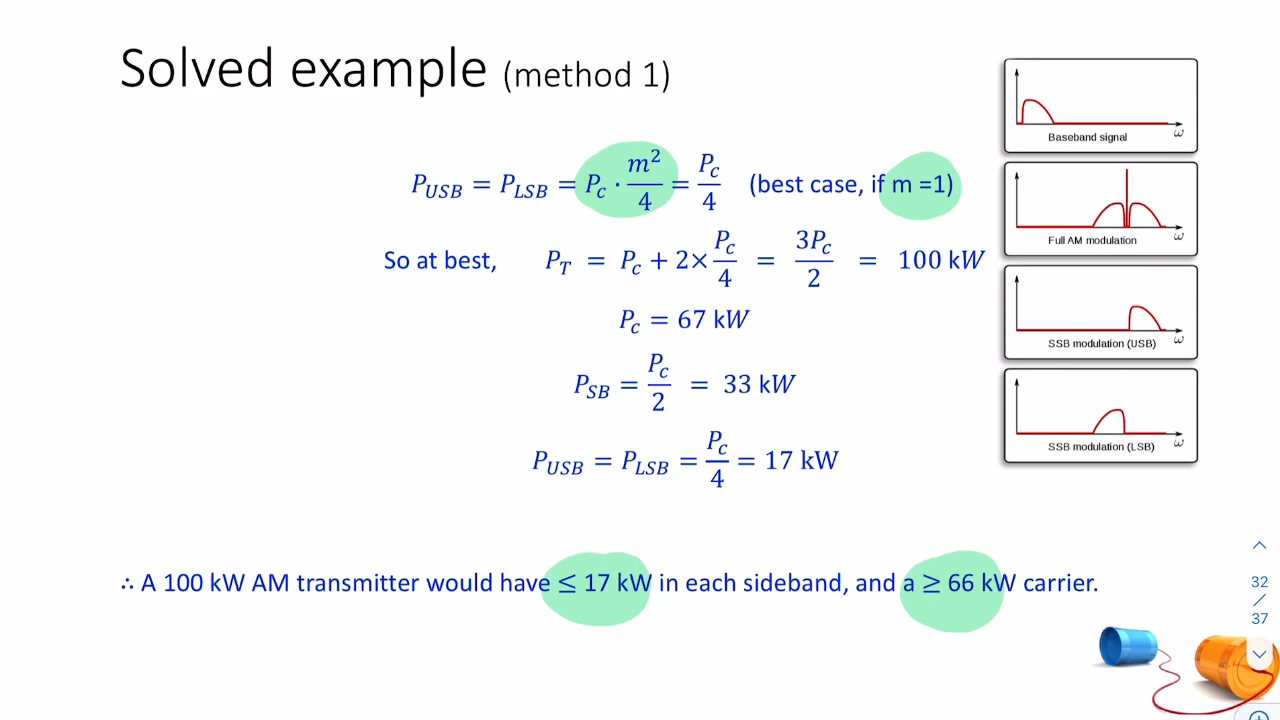 Solved example (method 1)
P_USB = P_LSB = P_c · m²/4 = P_c/4 (best case, if m =1)
So at best, P_T = P_c + 2× P_c/4 = 3P_c/2 = 100 kW
P_c = 67 kW
P_SB = P_c/2 = 33 kW
P_USB = P_LSB = P_c/4 = 17 kW
∴ A 100 kW AM transmitter would have ≤ 17 kW in each sideband, and a ≥ 66 kW carrier.
ω
Baseband signal
ω
Full AM modulation
ω
SSB modulation (USB)
ω
SSB modulation (LSB)
32
/
37